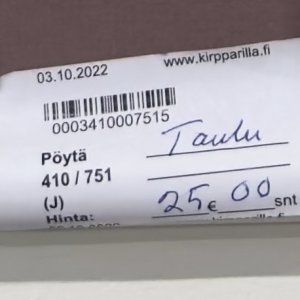 03.10.2022 www.kirpparilla.fi
0003410007515
Pöytä Taulu
410 / 751
(J)
Hinta: 25 € 00 snt